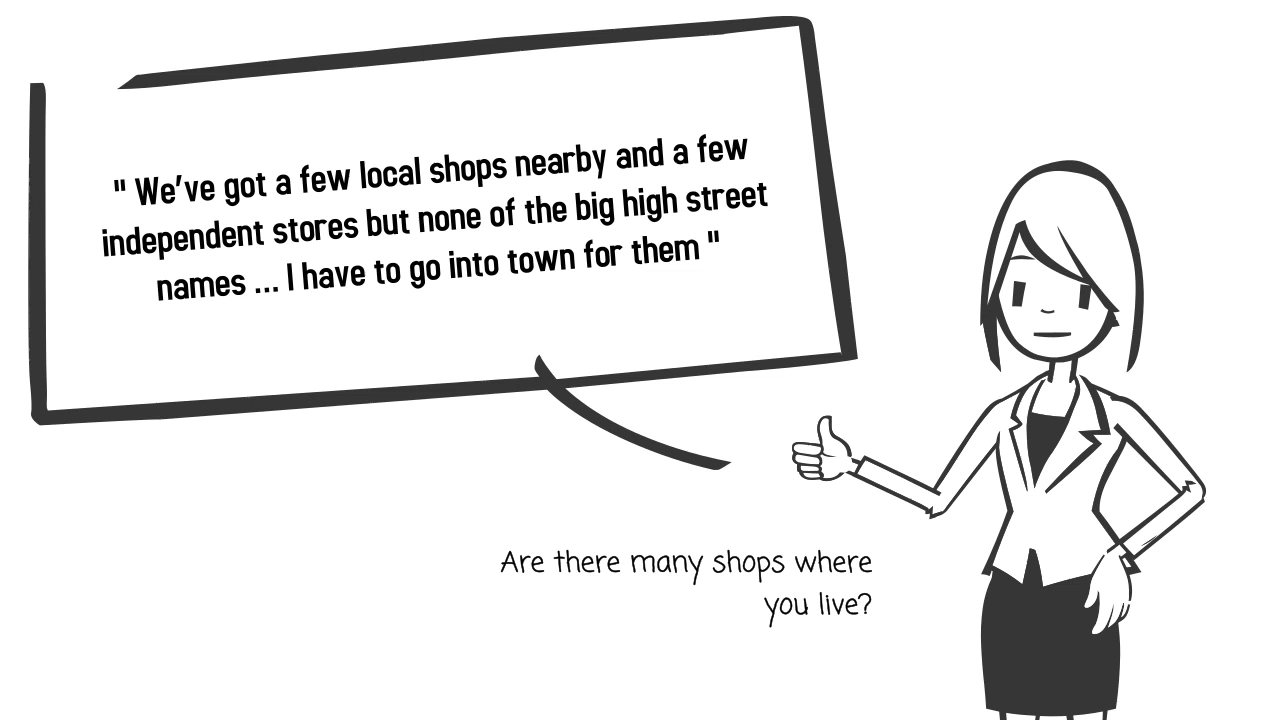 " We've got a few local shops nearby and a few
independent stores but none of the big high street
names ... I have to go into town for them "
Are there many shops where
you live?